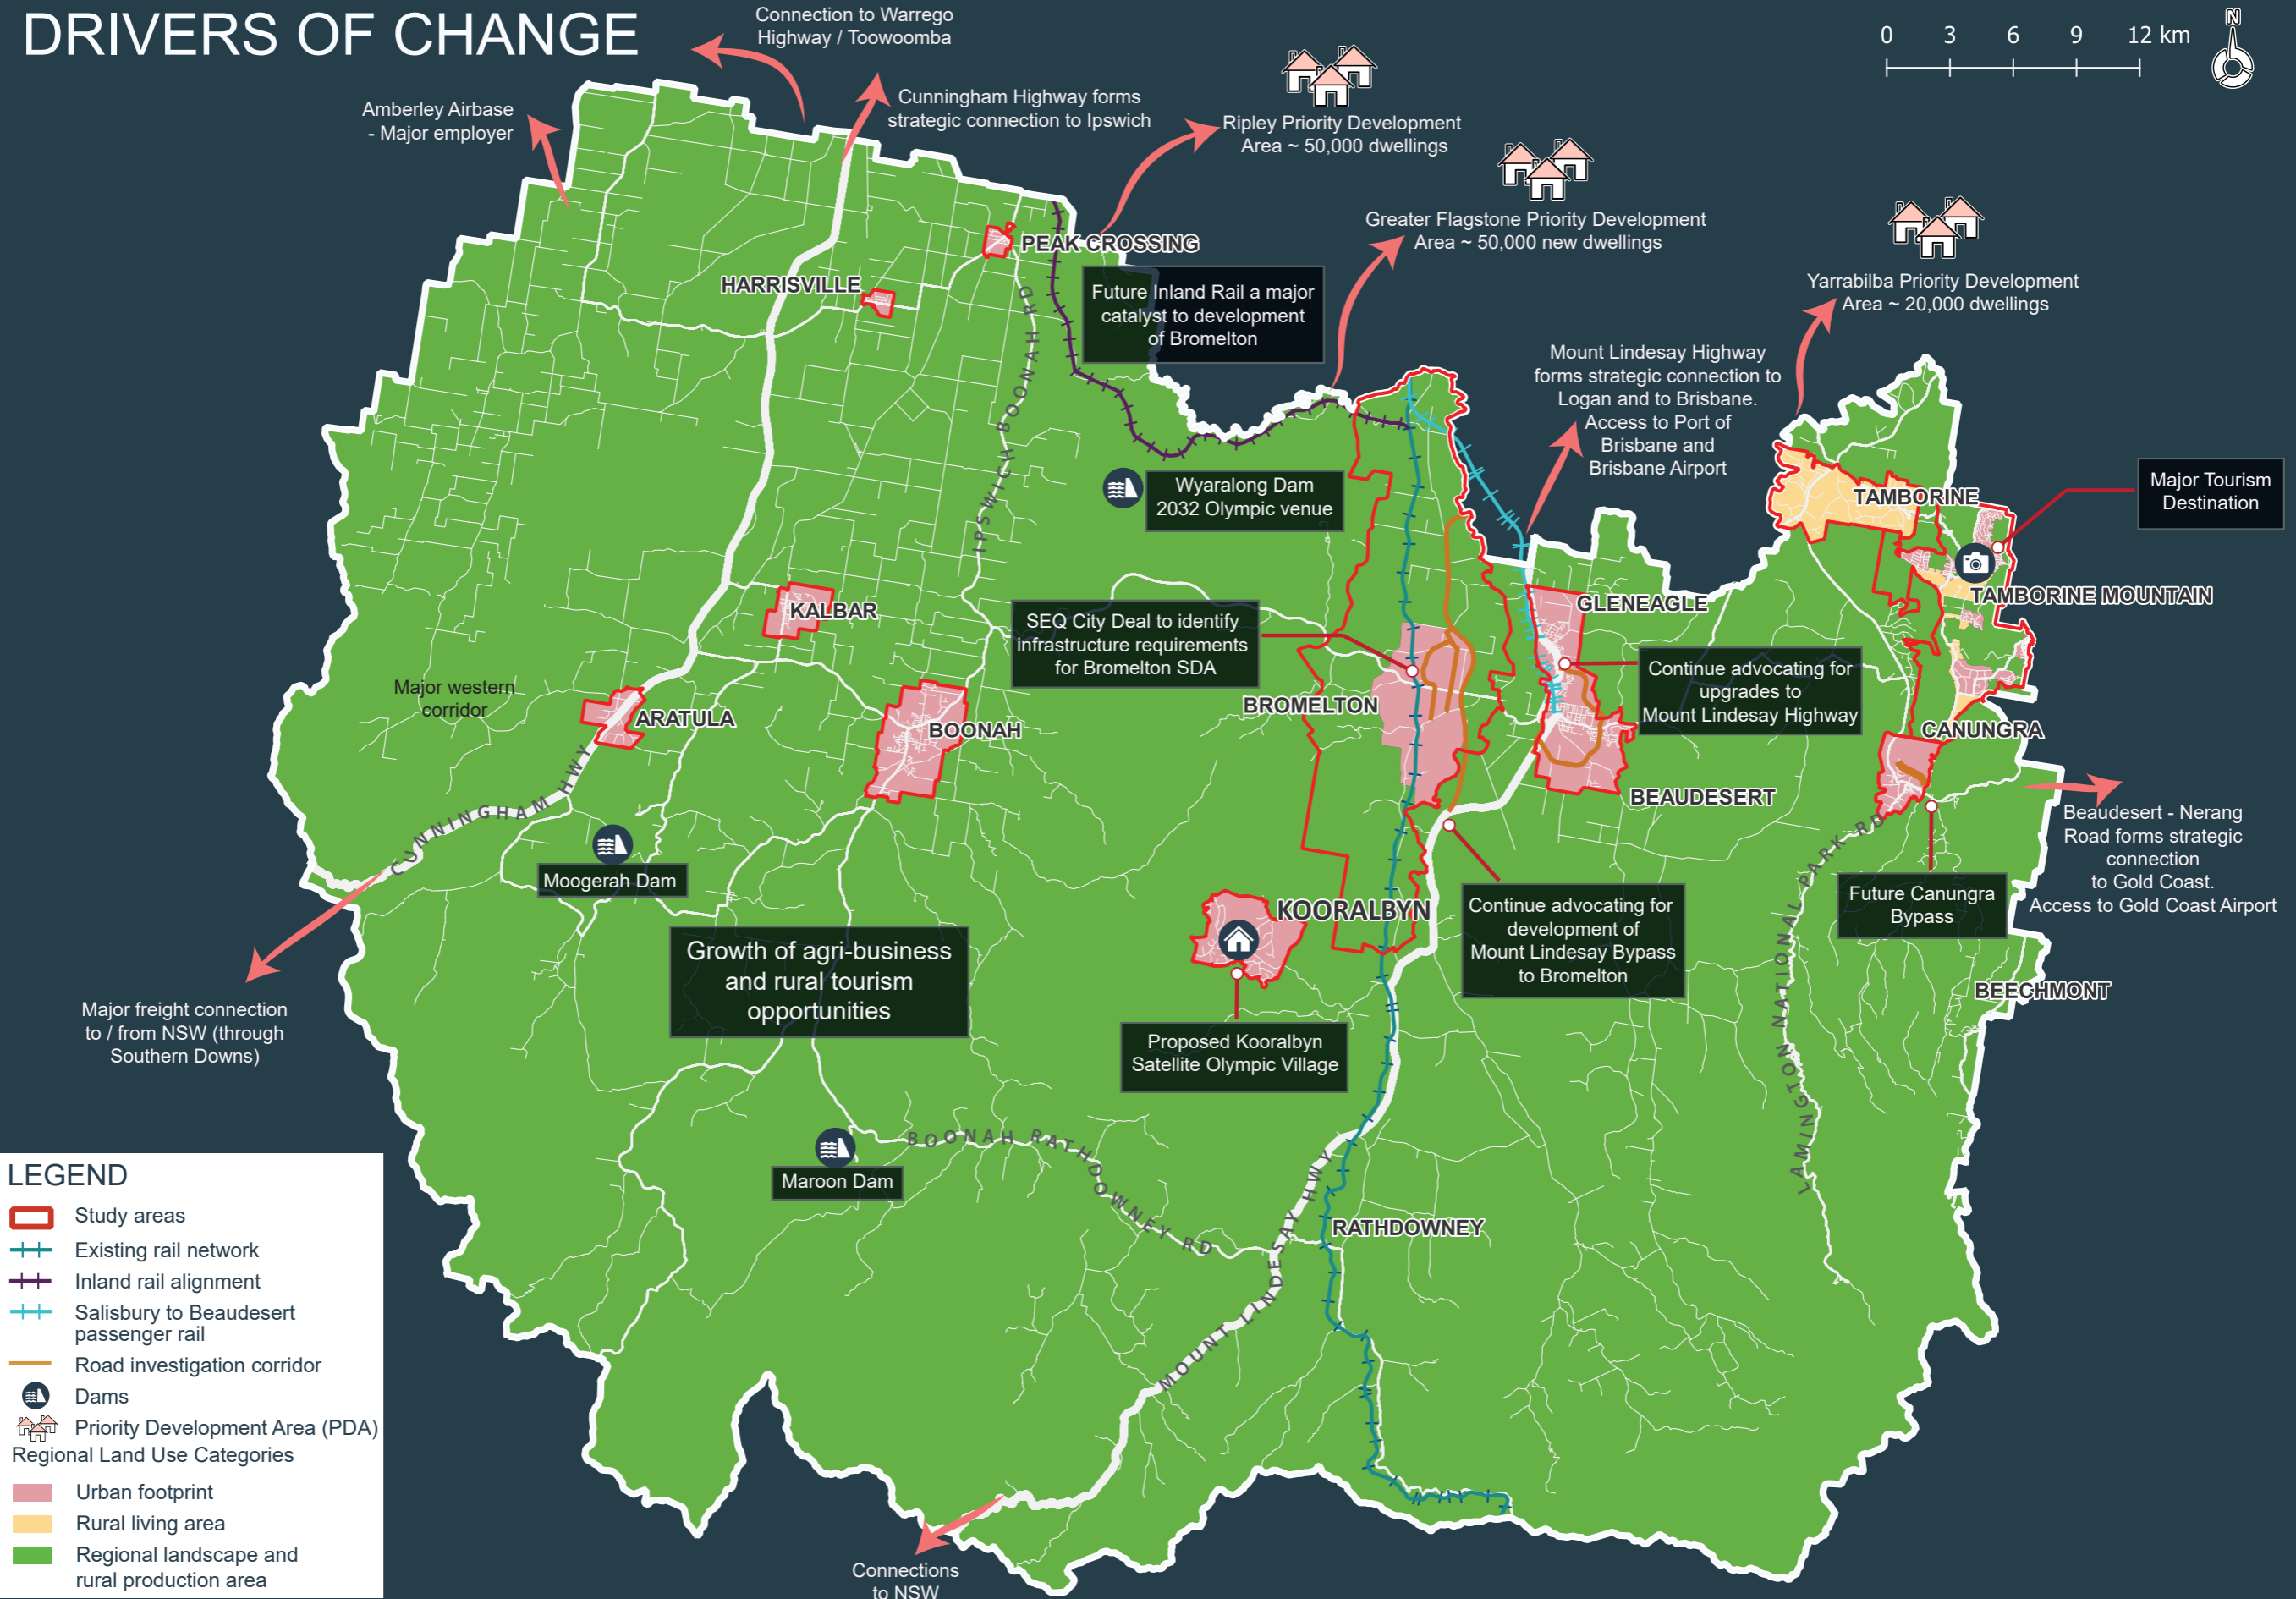 DRIVERS OF CHANGE
Connection to Warrego
Highway / Toowoomba
0 3 6 9 12 km
N
Amberley Airbase
- Major employer
Cunningham Highway forms
strategic connection to Ipswich
Ripley Priority Development
Area ~ 50,000 dwellings
Greater Flagstone Priority Development
Area ~ 50,000 new dwellings
Yarrabilba Priority Development
Area ~ 20,000 dwellings
PEAK CROSSING
HARRISVILLE
Future Inland Rail a major
catalyst to development
of Bromelton
Mount Lindesay Highway
forms strategic connection to
Logan and to Brisbane.
Access to Port of
Brisbane and
Brisbane Airport
IPSWICH BOONAH RD
Wyaralong Dam
2032 Olympic venue
TAMBORINE
Major Tourism
Destination
TAMBORINE MOUNTAIN
KALBAR
SEQ City Deal to identify
infrastructure requirements
for Bromelton SDA
GLENEAGLE
Continue advocating for
upgrades to
Mount Lindesay Highway
Major western
corridor
ARATULA
BOONAH
BROMELTON
CANUNGRA
BEAUDESERT
CUNNINGHAM HWY
Beaudesert - Nerang
Road forms strategic
connection
to Gold Coast.
Access to Gold Coast Airport
Moogerah Dam
LAMINGTON NATIONAL PARK RD
Future Canungra
Bypass
KOORALBYN
Continue advocating for
development of
Mount Lindesay Bypass
to Bromelton
Growth of agri-business
and rural tourism
opportunities
BEECHMONT
Major freight connection
to / from NSW (through
Southern Downs)
Proposed Kooralbyn
Satellite Olympic Village
BOONAH RATHDOWNEY RD
Maroon Dam
RATHDOWNEY
MOUNT LINDESAY HWY
Connections
to NSW
LEGEND
Study areas
Existing rail network
Inland rail alignment
Salisbury to Beaudesert
passenger rail
Road investigation corridor
Dams
Priority Development Area (PDA)
Regional Land Use Categories
Urban footprint
Rural living area
Regional landscape and
rural production area